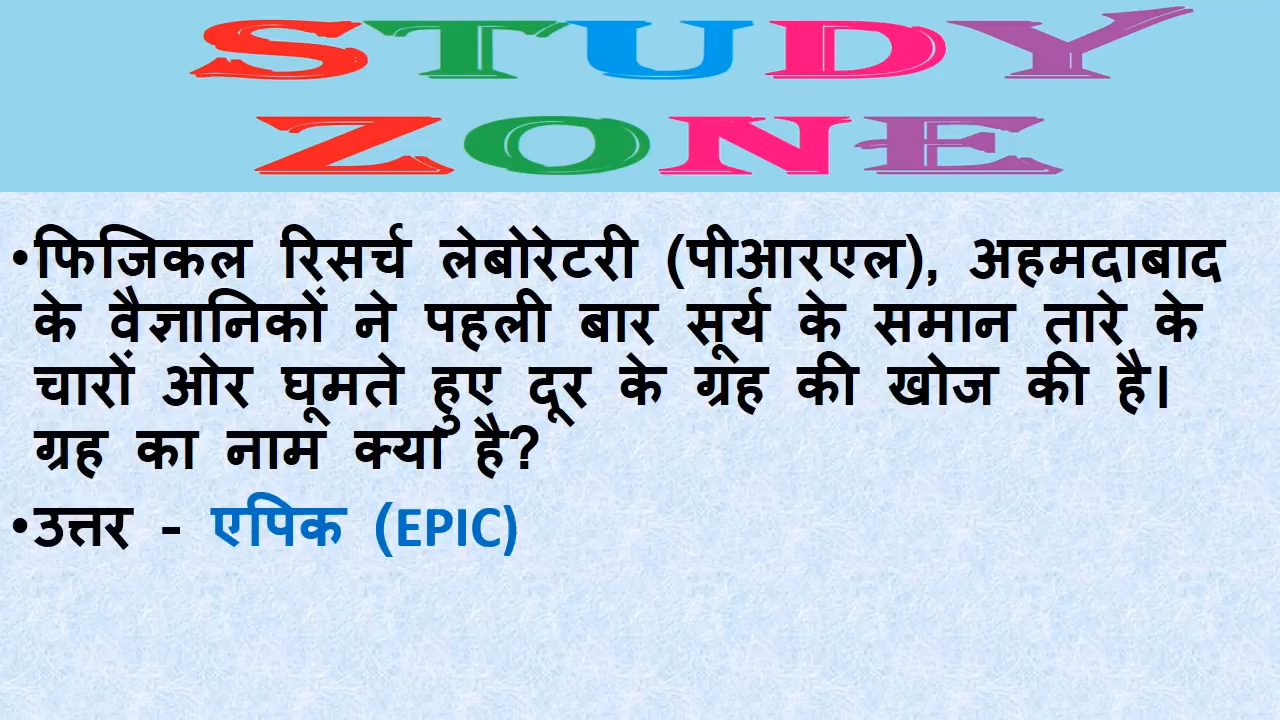 STUDY
ZONE
•फिजिकल रिसर्च लेबोरेटरी (पीआरएल), अहमदाबाद
के वैज्ञानिकों ने पहली बार सूर्य के समान तारे के
चारों ओर घूमते हुए दूर के ग्रह की खोज की है।
ग्रह का नाम क्या है?
•उत्तर - एपिक (EPIC)